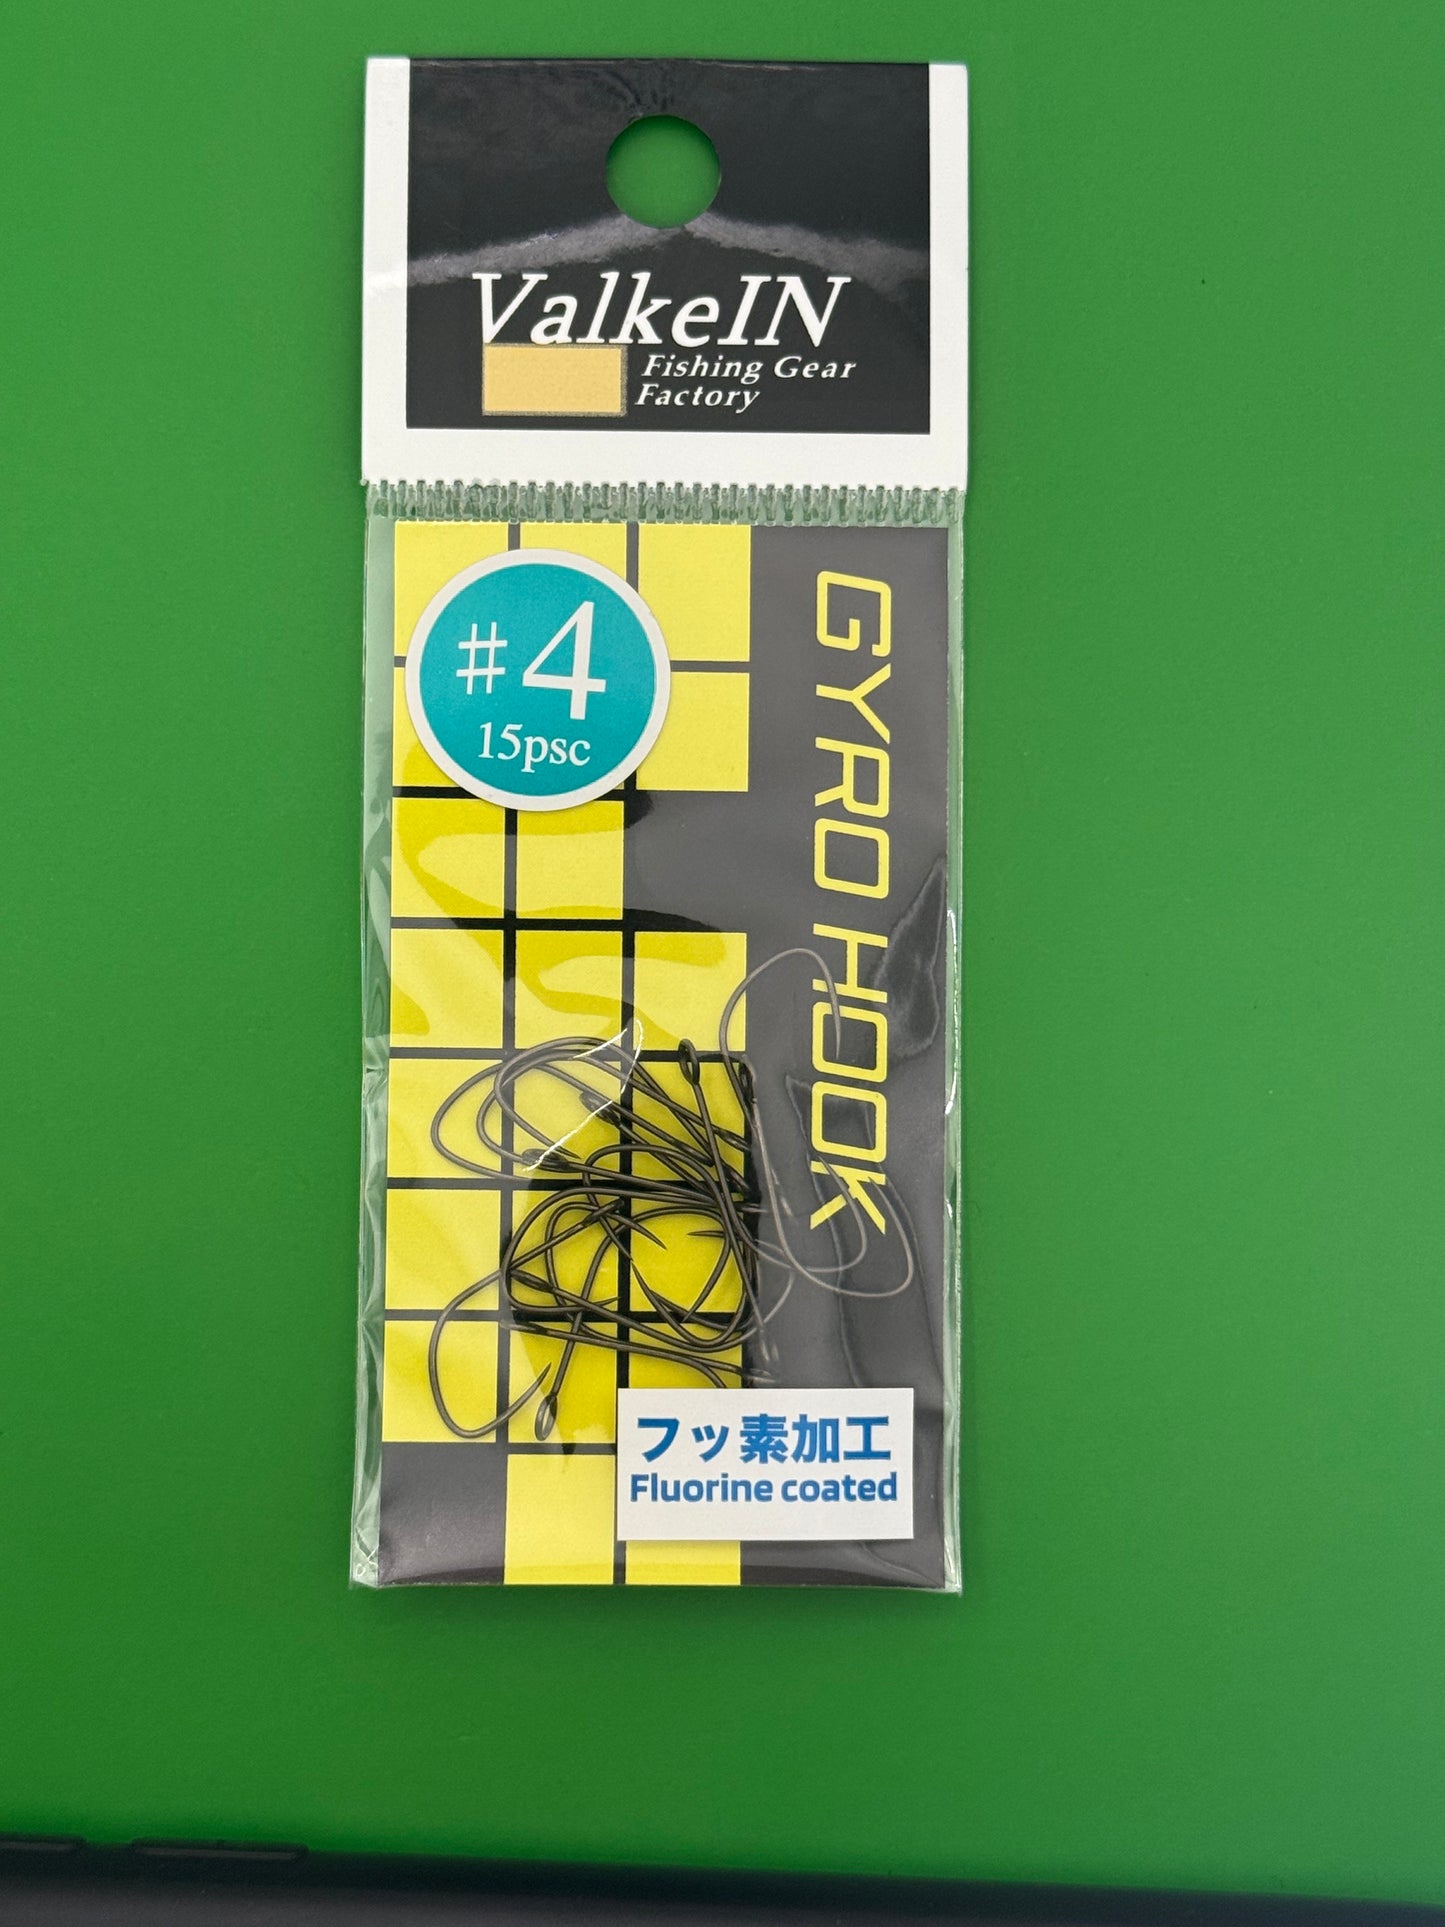 ValkeIN
Fishing Gear
Factory
#4
15psc
GYRO HOOK
フッ素加工
Fluorine coated